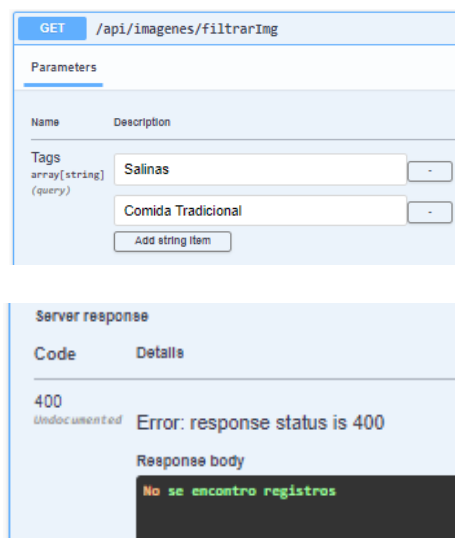 GET /api/imagenes/filtrarImg
Parameters
Name Description
Tags
array[string]
(query)
Salinas -
Comida Tradicional -
Add string item
Server response
Code Details
400
Undocumented
Error: response status is 400
Response body
No se encontro registros